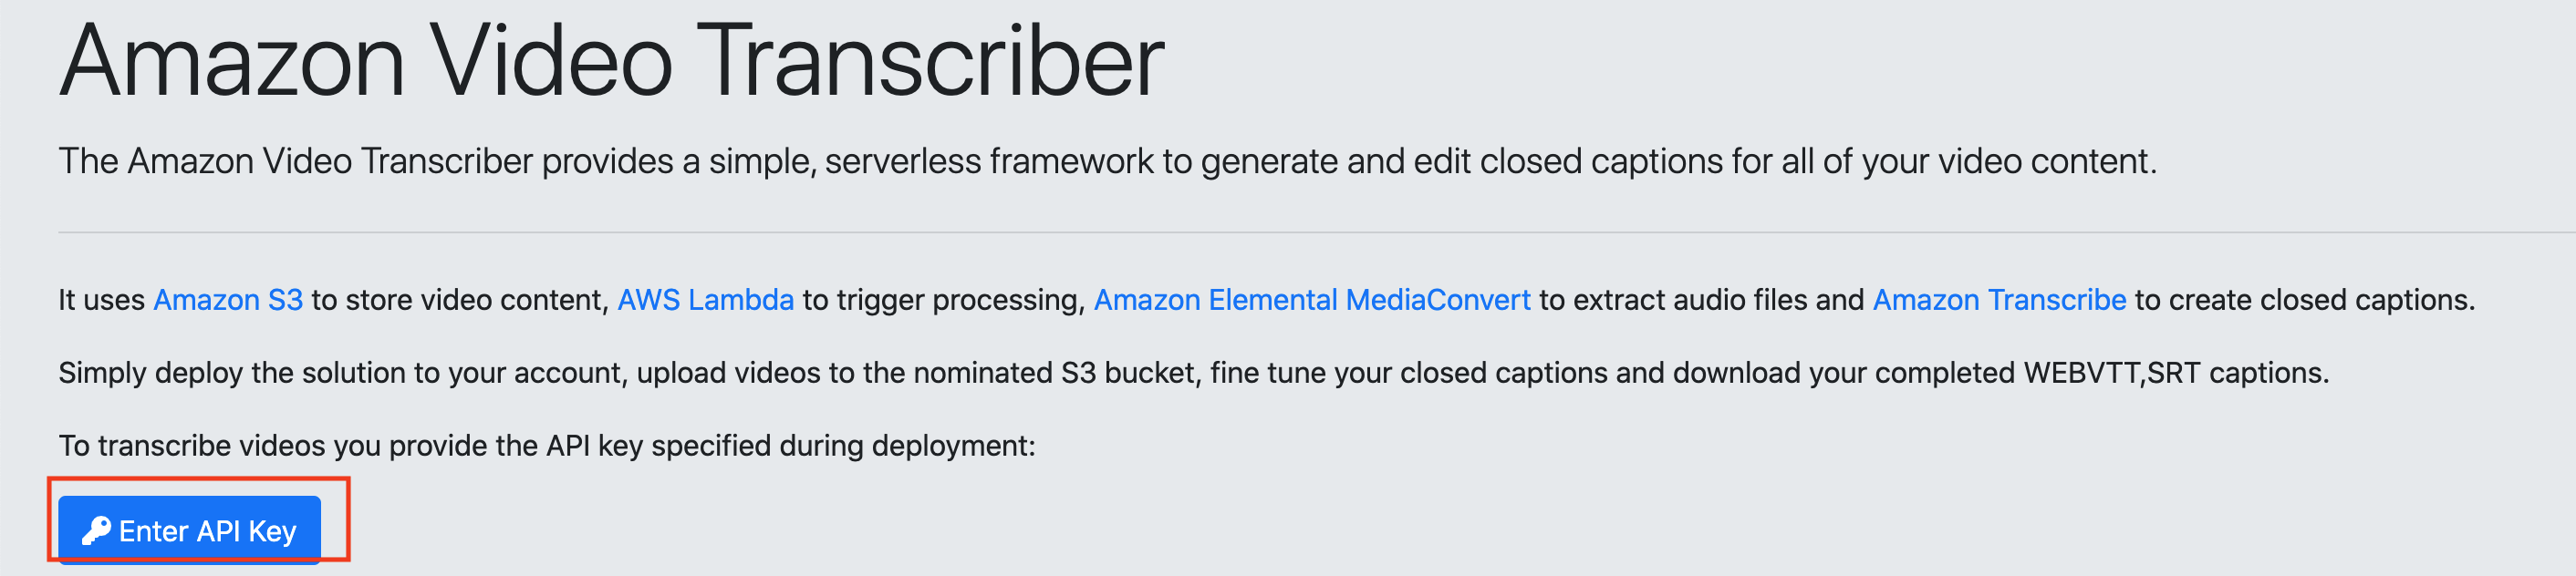 Amazon Video Transcriber
The Amazon Video Transcriber provides a simple, serverless framework to generate and edit closed captions for all of your video content.
It uses Amazon S3 to store video content, AWS Lambda to trigger processing, Amazon Elemental MediaConvert to extract audio files and Amazon Transcribe to create closed captions.
Simply deploy the solution to your account, upload videos to the nominated S3 bucket, fine tune your closed captions and download your completed WEBVTT,SRT captions.
To transcribe videos you provide the API key specified during deployment:
Enter API Key